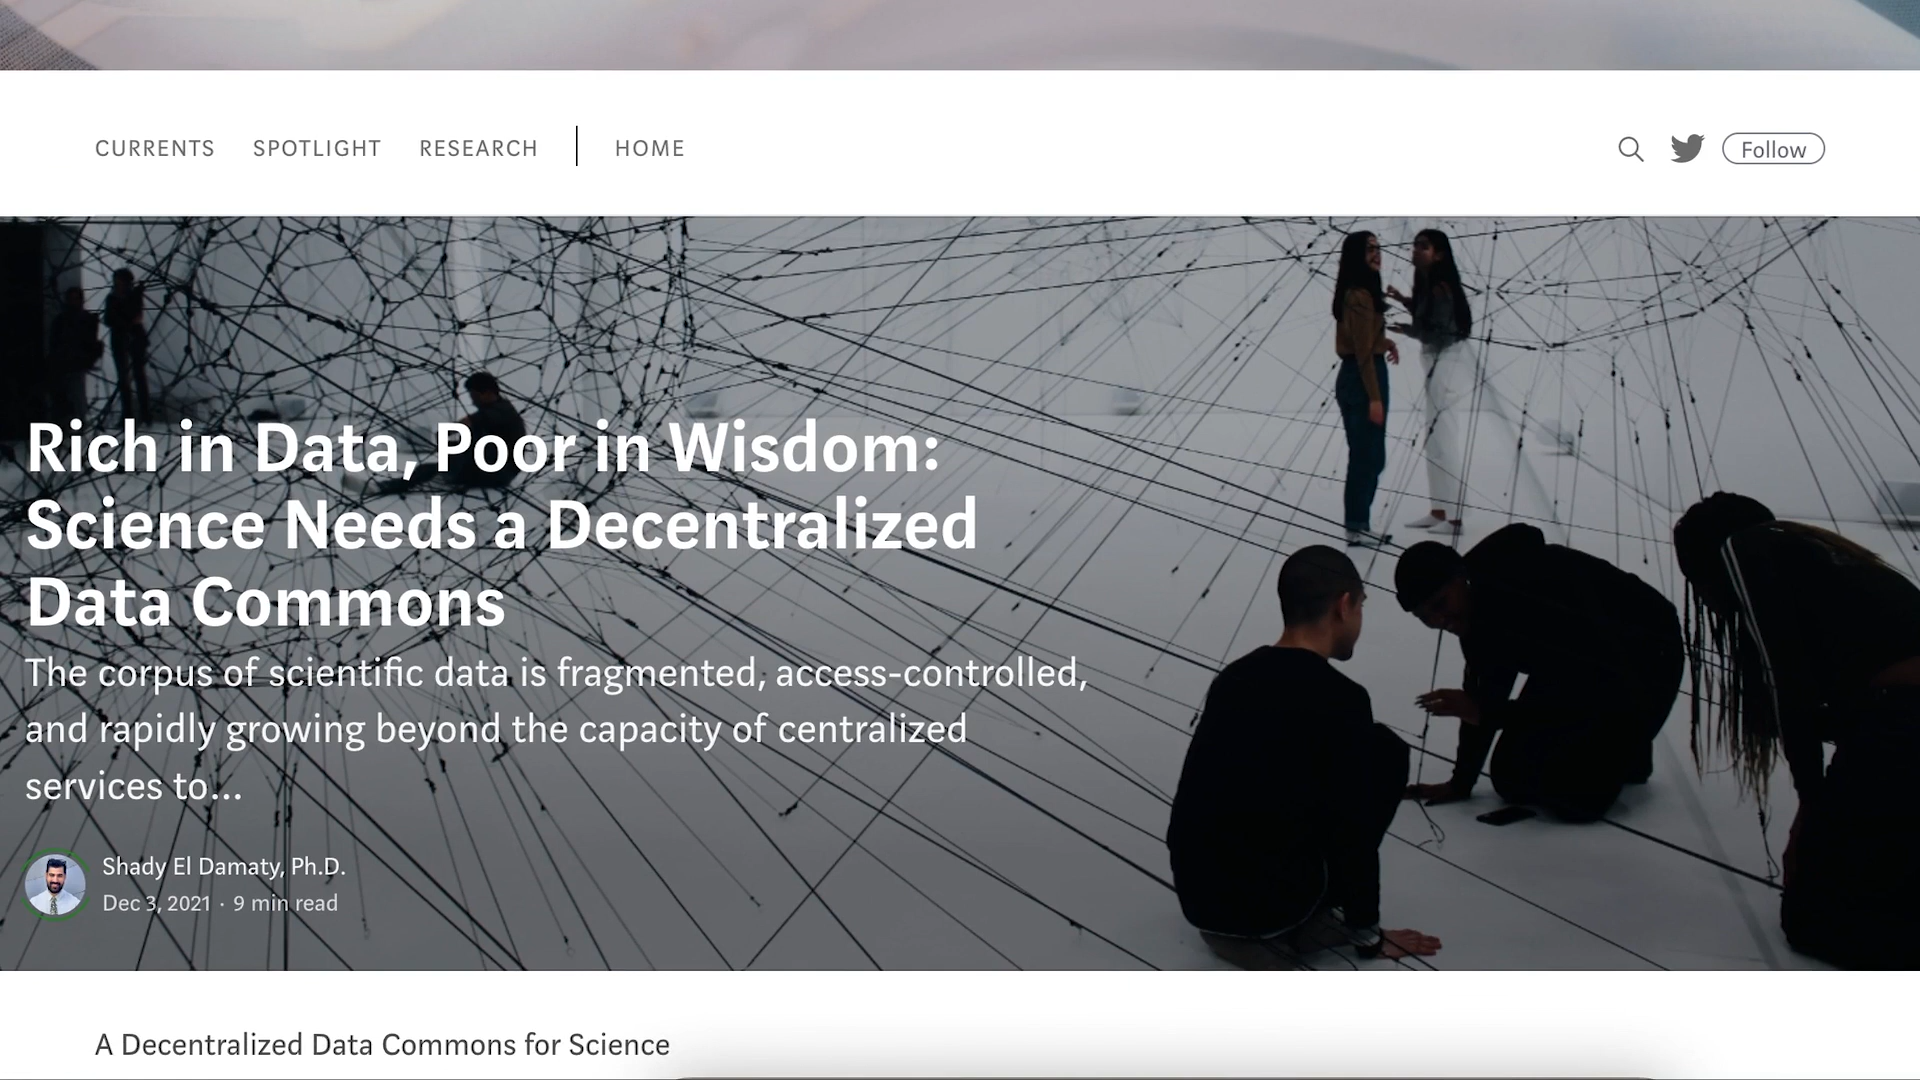 CURRENTS SPOTLIGHT RESEARCH HOME Follow
Rich in Data, Poor in Wisdom:
Science Needs a Decentralized
Data Commons
The corpus of scientific data is fragmented, access-controlled,
and rapidly growing beyond the capacity of centralized
services to...
Shady El Damaty, Ph.D.
Dec 3, 2021 · 9 min read
A Decentralized Data Commons for Science